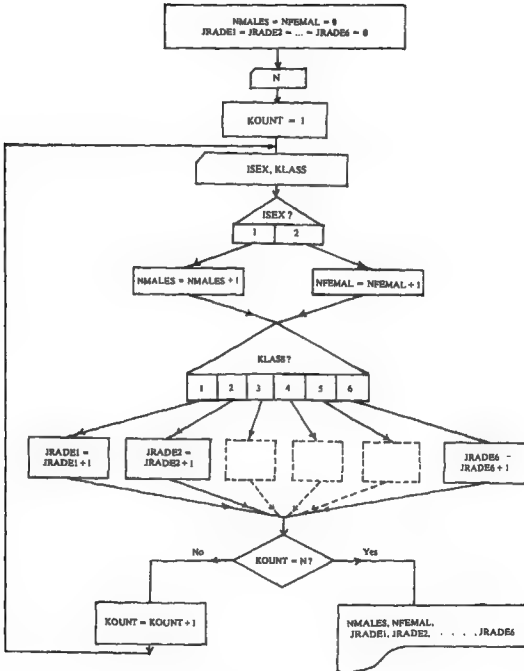 NMALES = NFEMAL = 0
JRADE1 = JRADE2 = ... = JRADE6 = 0
N
KOUNT = 1
ISEX, KLASS
ISEX ?
1 2
NMALES = NMALES + 1
NFEMAL = NFEMAL + 1
KLASS ?
1 2 3 4 5 6
JRADE1 =
JRADE1 + 1
JRADE2 =
JRADE2 + 1
JRADE6 =
JRADE6 + 1
No
KOUNT = N ?
Yes
KOUNT = KOUNT + 1
NMALES, NFEMAL,
JRADE1, JRADE2, . . . . , JRADE6